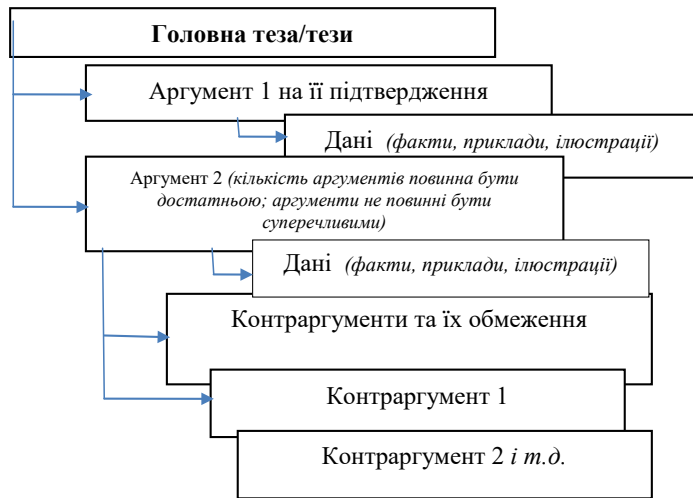 Головна теза/тези
Аргумент 1 на її підтвердження
Дані (факти, приклади, ілюстрації)
Аргумент 2 (кількість аргументів повинна бути
достатньою; аргументи не повинні бути
суперечливими)
Дані (факти, приклади, ілюстрації)
Контраргументи та їх обмеження
Контраргумент 1
Контраргумент 2 і т.д.